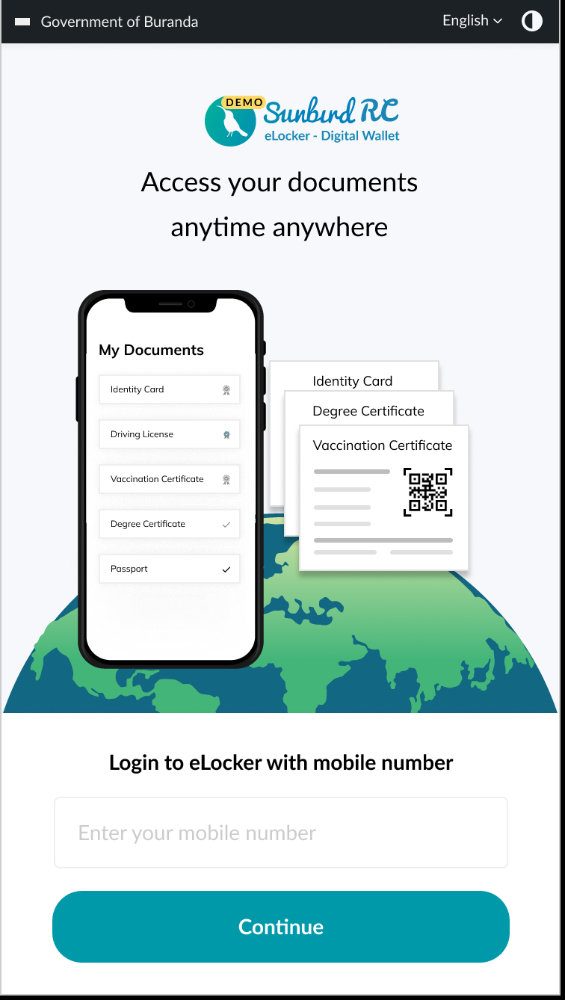 Government of Buranda
English
DEMO
Sunbird RC
eLocker - Digital Wallet
Access your documents
anytime anywhere
My Documents
Identity Card
Driving License
Vaccination Certificate
Degree Certificate
Passport
Identity Card
Degree Certificate
Vaccination Certificate
Login to eLocker with mobile number
Enter your mobile number
Continue